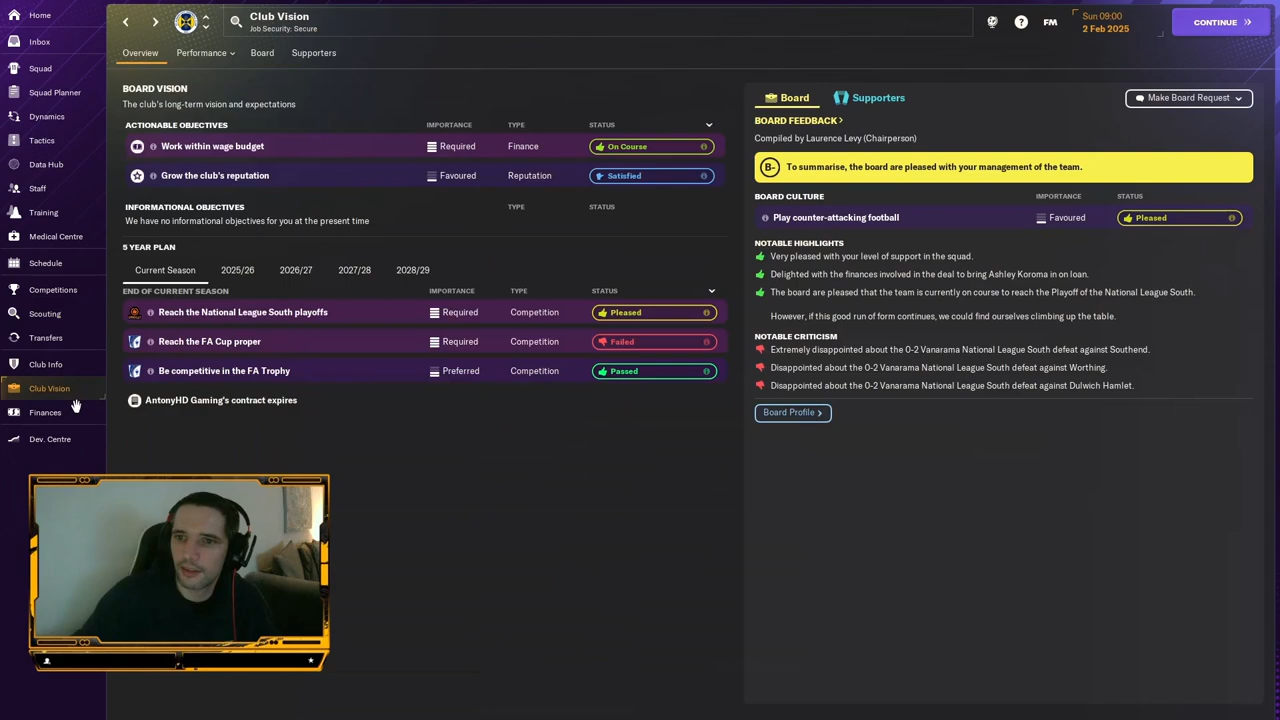 Home
Inbox
Squad
Squad Planner
Dynamics
Tactics
Data Hub
Staff
Training
Medical Centre
Schedule
Competitions
Scouting
Transfers
Club Info
Club Vision
Finances
Dev. Centre
Club Vision
Job Security: Secure
FM
Sun 09:00
2 Feb 2025
CONTINUE
Overview
Performance
Board
Supporters
BOARD VISION
The club's long-term vision and expectations
ACTIONABLE OBJECTIVES IMPORTANCE TYPE STATUS
Work within wage budget Required Finance On Course
Grow the club's reputation Favoured Reputation Satisfied
INFORMATIONAL OBJECTIVES TYPE STATUS
We have no informational objectives for you at the present time
5 YEAR PLAN
Current Season 2025/26 2026/27 2027/28 2028/29
END OF CURRENT SEASON IMPORTANCE TYPE STATUS
Reach the National League South playoffs Required Competition Pleased
Reach the FA Cup proper Required Competition Failed
Be competitive in the FA Trophy Preferred Competition Passed
AntonyHD Gaming's contract expires
Board Supporters Make Board Request
BOARD FEEDBACK
Compiled by Laurence Levy (Chairperson)
B- To summarise, the board are pleased with your management of the team.
BOARD CULTURE IMPORTANCE STATUS
Play counter-attacking football Favoured Pleased
NOTABLE HIGHLIGHTS
Very pleased with your level of support in the squad.
Delighted with the finances involved in the deal to bring Ashley Koroma in on loan.
The board are pleased that the team is currently on course to reach the Playoff of the National League South.
However, if this good run of form continues, we could find ourselves climbing up the table.
NOTABLE CRITICISM
Extremely disappointed about the 0-2 Vanarama National League South defeat against Southend.
Disappointed about the 0-2 Vanarama National League South defeat against Worthing.
Disappointed about the 0-2 Vanarama National League South defeat against Dulwich Hamlet.
Board Profile